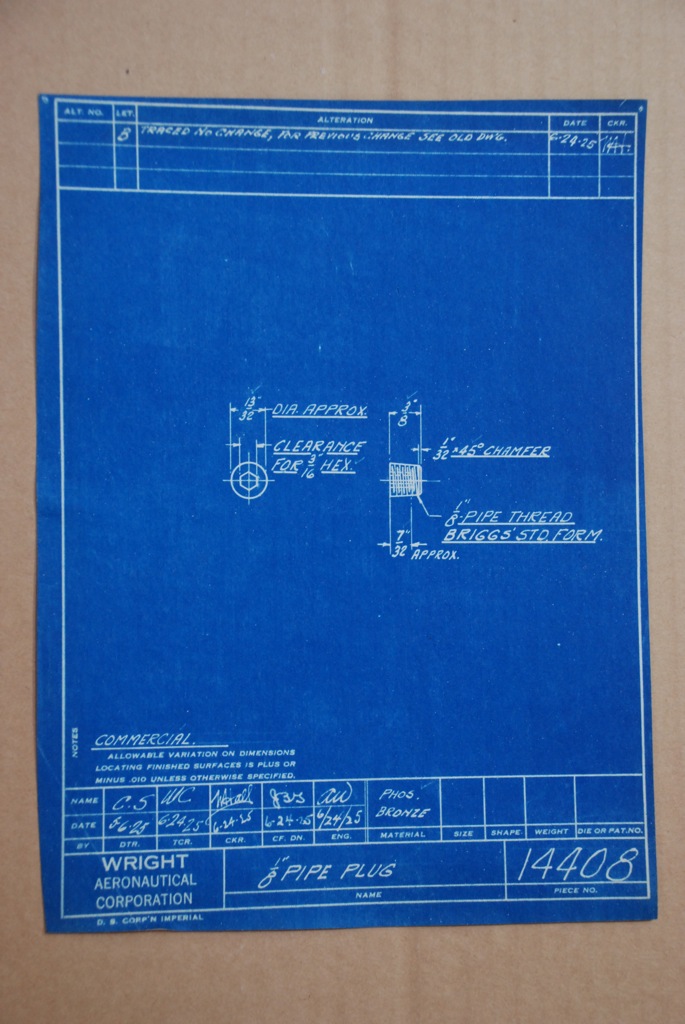 ALT. NO. LET. ALTERATION DATE CKR.
B TRACED NO CHANGE, FOR PREVIOUS CHANGE SEE OLD DWG. 6-24-25
13"/32 DIA. APPROX.
3"/8
CLEARANCE
FOR 3"/16 HEX.
1"/32 × 45° CHAMFER
1"/8-PIPE THREAD
BRIGGS' STD. FORM.
7"/32 APPROX.
NOTES
COMMERCIAL.
ALLOWABLE VARIATION ON DIMENSIONS
LOCATING FINISHED SURFACES IS PLUS OR
MINUS .010 UNLESS OTHERWISE SPECIFIED.
NAME C.S WC PHOS.
BRONZE
DATE 6-24-25 6-24-25 6-24-25 6/24/25
BY DTR. TCR. CKR. CF. DN. ENG. MATERIAL SIZE SHAPE WEIGHT DIE OR PAT. NO.
WRIGHT
AERONAUTICAL
CORPORATION
1"/8 PIPE PLUG
NAME
14408
PIECE NO.
D. S. CORP'N IMPERIAL